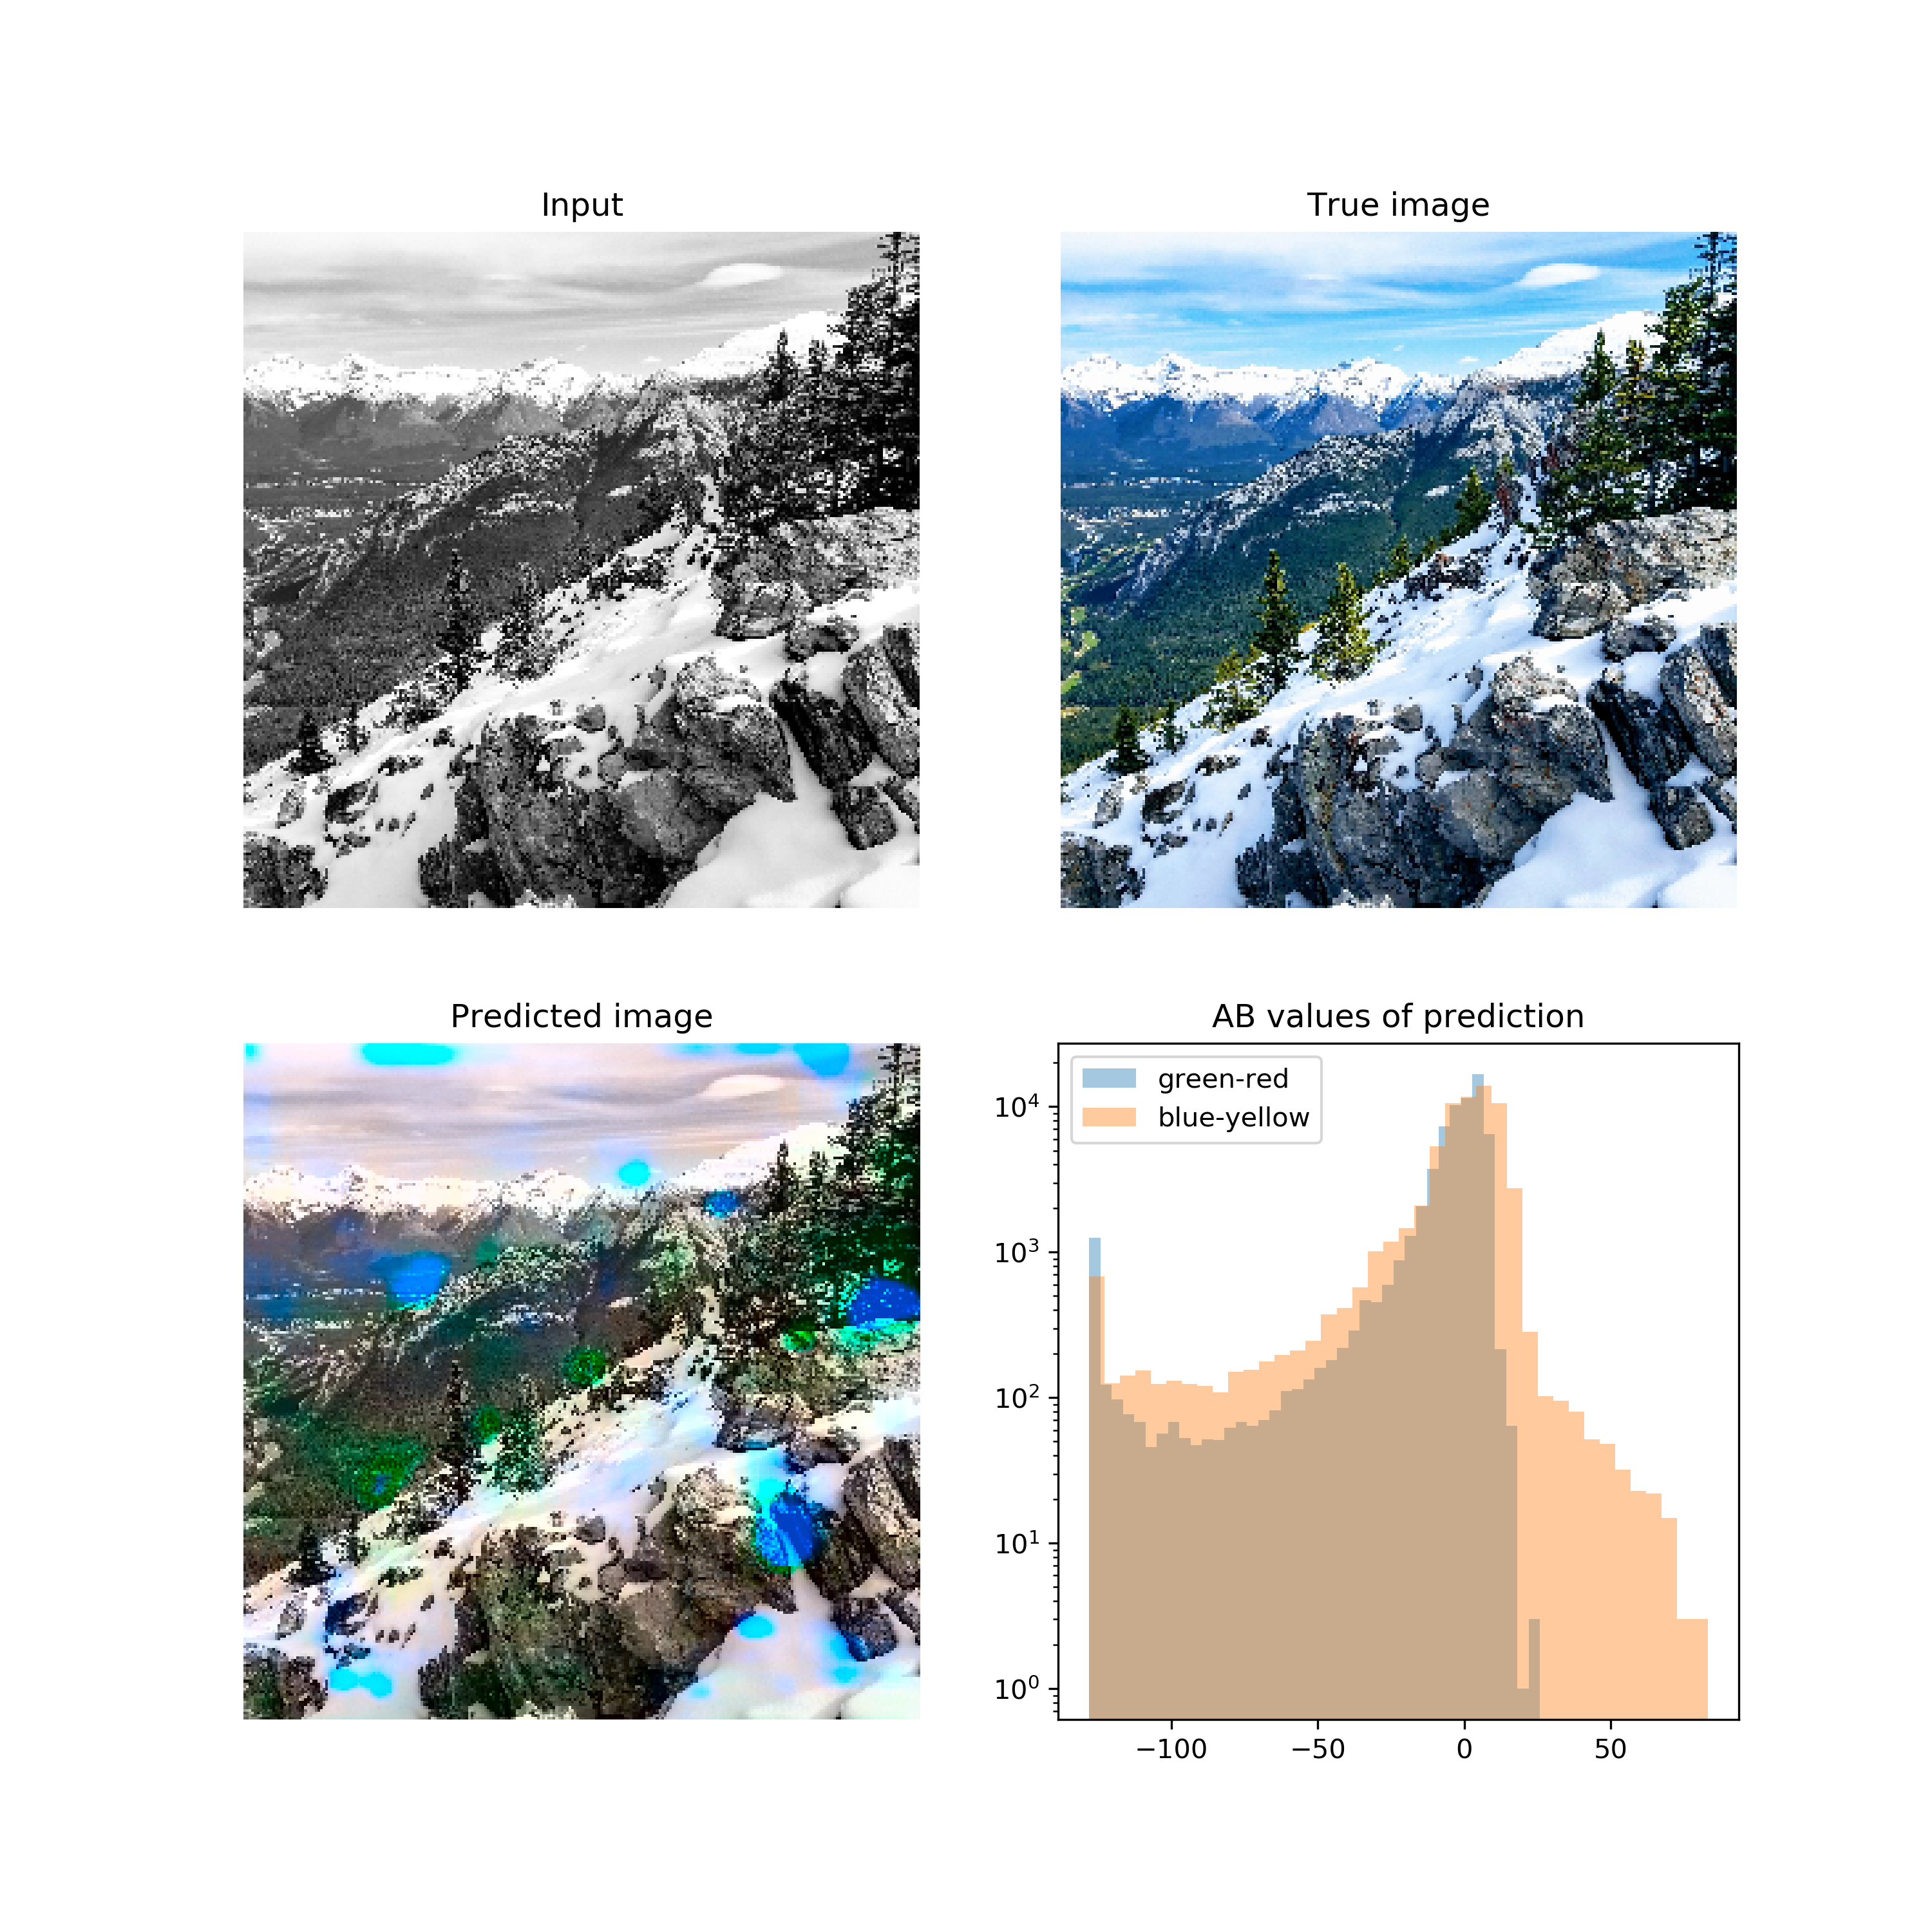 Input
True image
Predicted image
AB values of prediction
green-red
blue-yellow
10⁴
10³
10²
10¹
10⁰
−100
−50
0
50